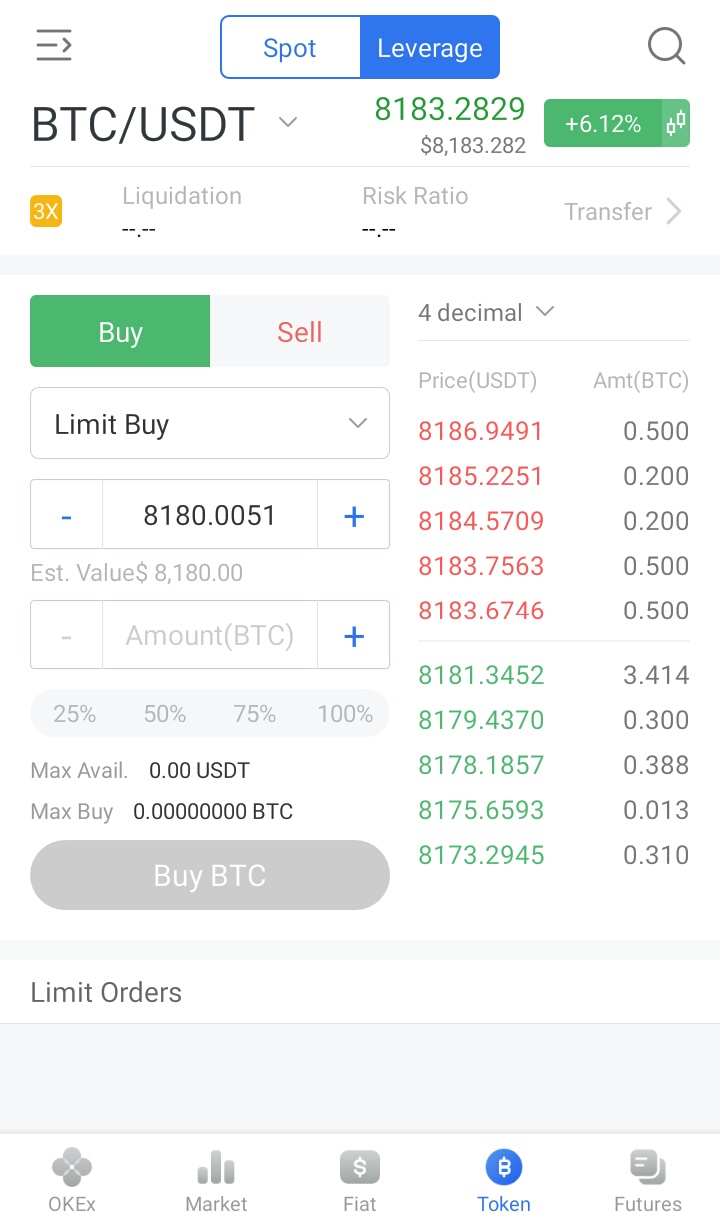 Spot Leverage
BTC/USDT 8183.2829 +6.12%
$8,183.282
3X Liquidation Risk Ratio Transfer
--.-- --.--
Buy Sell
Limit Buy
- 8180.0051 +
Est. Value$ 8,180.00
- Amount(BTC) +
25% 50% 75% 100%
Max Avail. 0.00 USDT
Max Buy 0.00000000 BTC
Buy BTC
4 decimal
Price(USDT) Amt(BTC)
8186.9491 0.500
8185.2251 0.200
8184.5709 0.200
8183.7563 0.500
8183.6746 0.500
8181.3452 3.414
8179.4370 0.300
8178.1857 0.388
8175.6593 0.013
8173.2945 0.310
Limit Orders
OKEx Market Fiat Token Futures